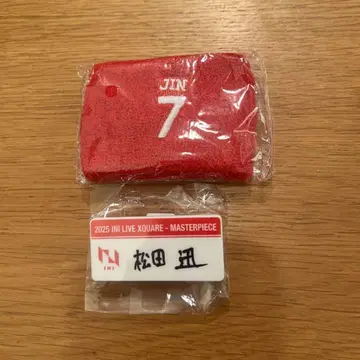 JIN
7
2025 INI LIVE XQUARE - MASTERPIECE
INI
松田 迅